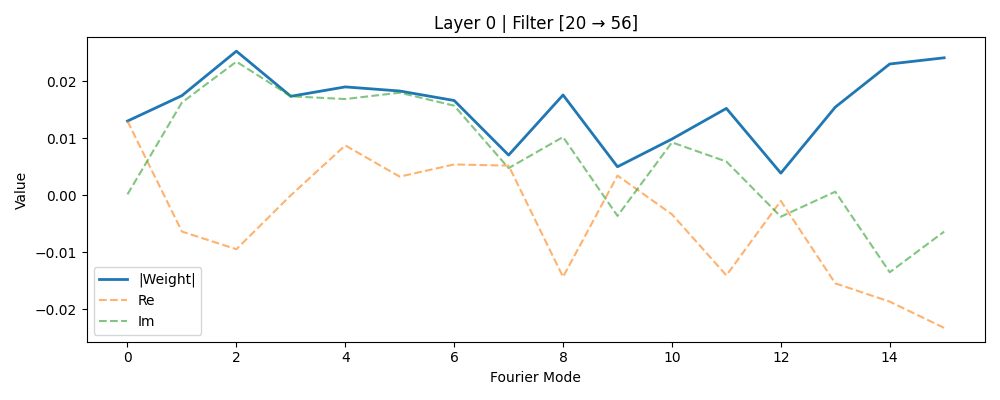 Layer 0 | Filter [20 → 56]
Value
0.02
0.01
0.00
−0.01
−0.02
|Weight|
Re
Im
0 2 4 6 8 10 12 14
Fourier Mode